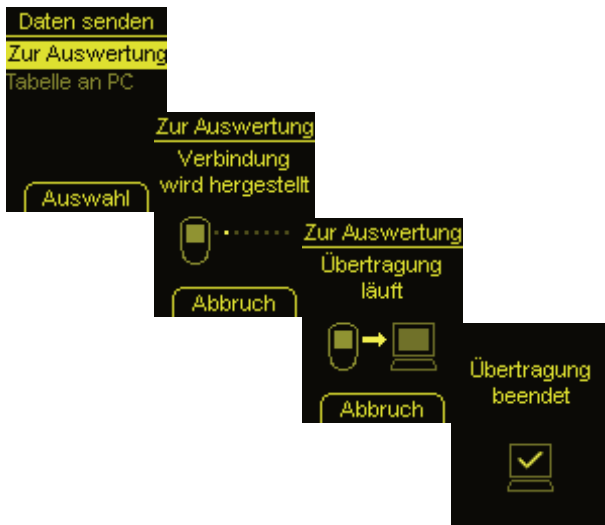 Daten senden
Zur Auswertung
Tabelle an PC
Auswahl
Zur Auswertung
Verbindung
wird hergestellt
Abbruch
Zur Auswertung
Übertragung
läuft
Abbruch
Übertragung
beendet